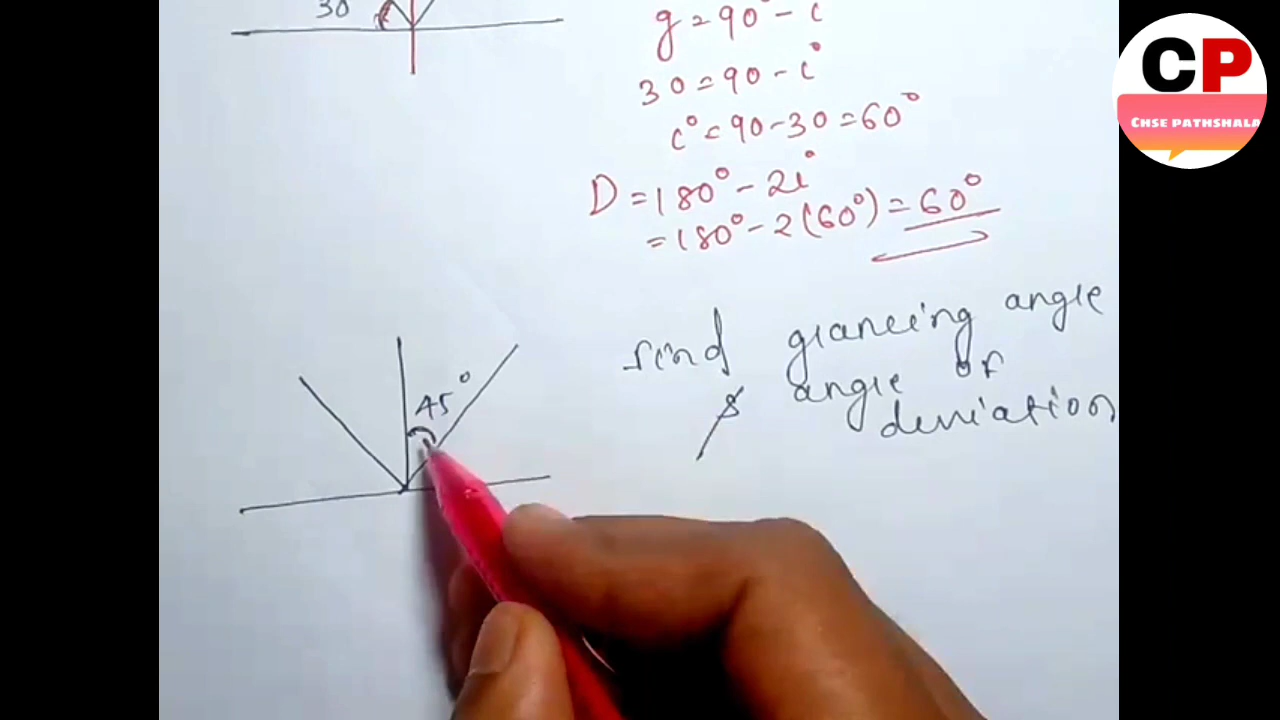 30
g = 90° - i
30 = 90 - i°
i° = 90 - 30 = 60°
D = 180° - 2i°
= 180° - 2(60°) = 60°
CP
CHSE PATHSHALA
45°
find glancing angle
& angle of
deviation